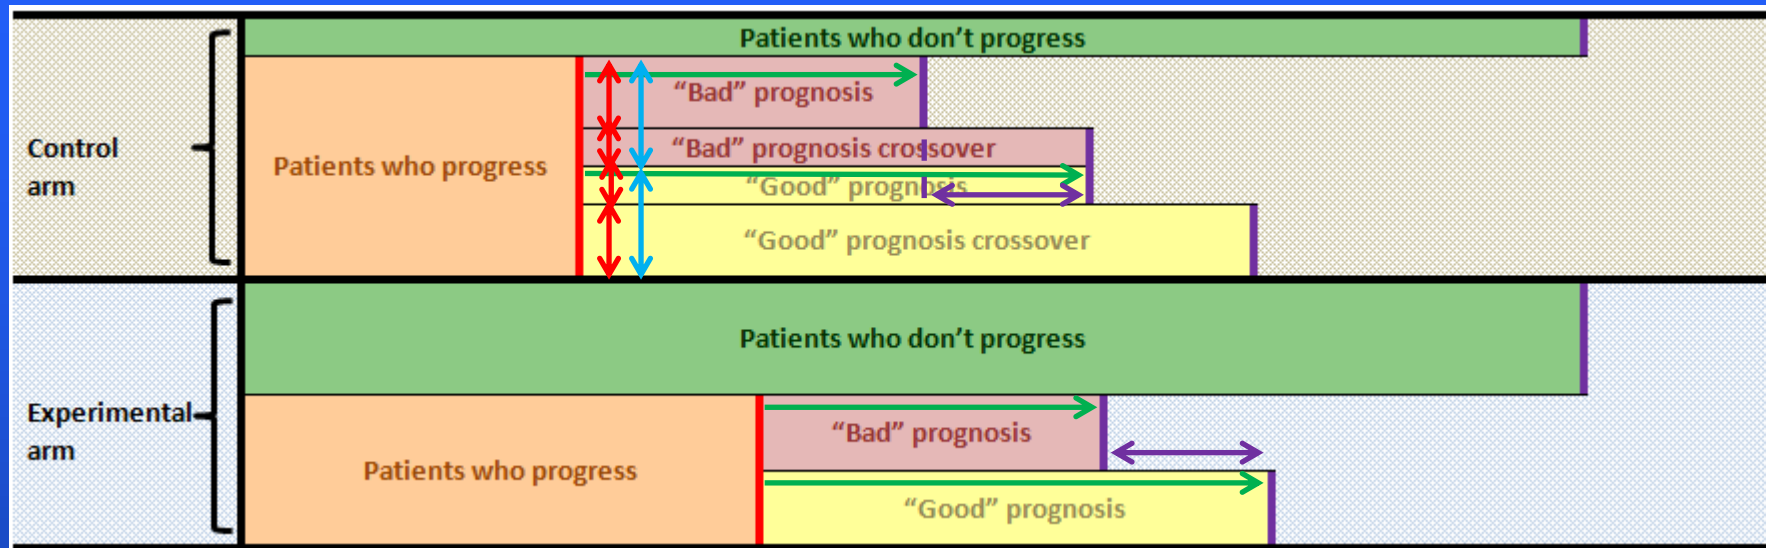 Patients who don't progress
“Bad” prognosis
Control
arm
Patients who progress
“Bad” prognosis crossover
“Good” prognosis
“Good” prognosis crossover
Patients who don't progress
Experimental
arm
Patients who progress
“Bad” prognosis
“Good” prognosis